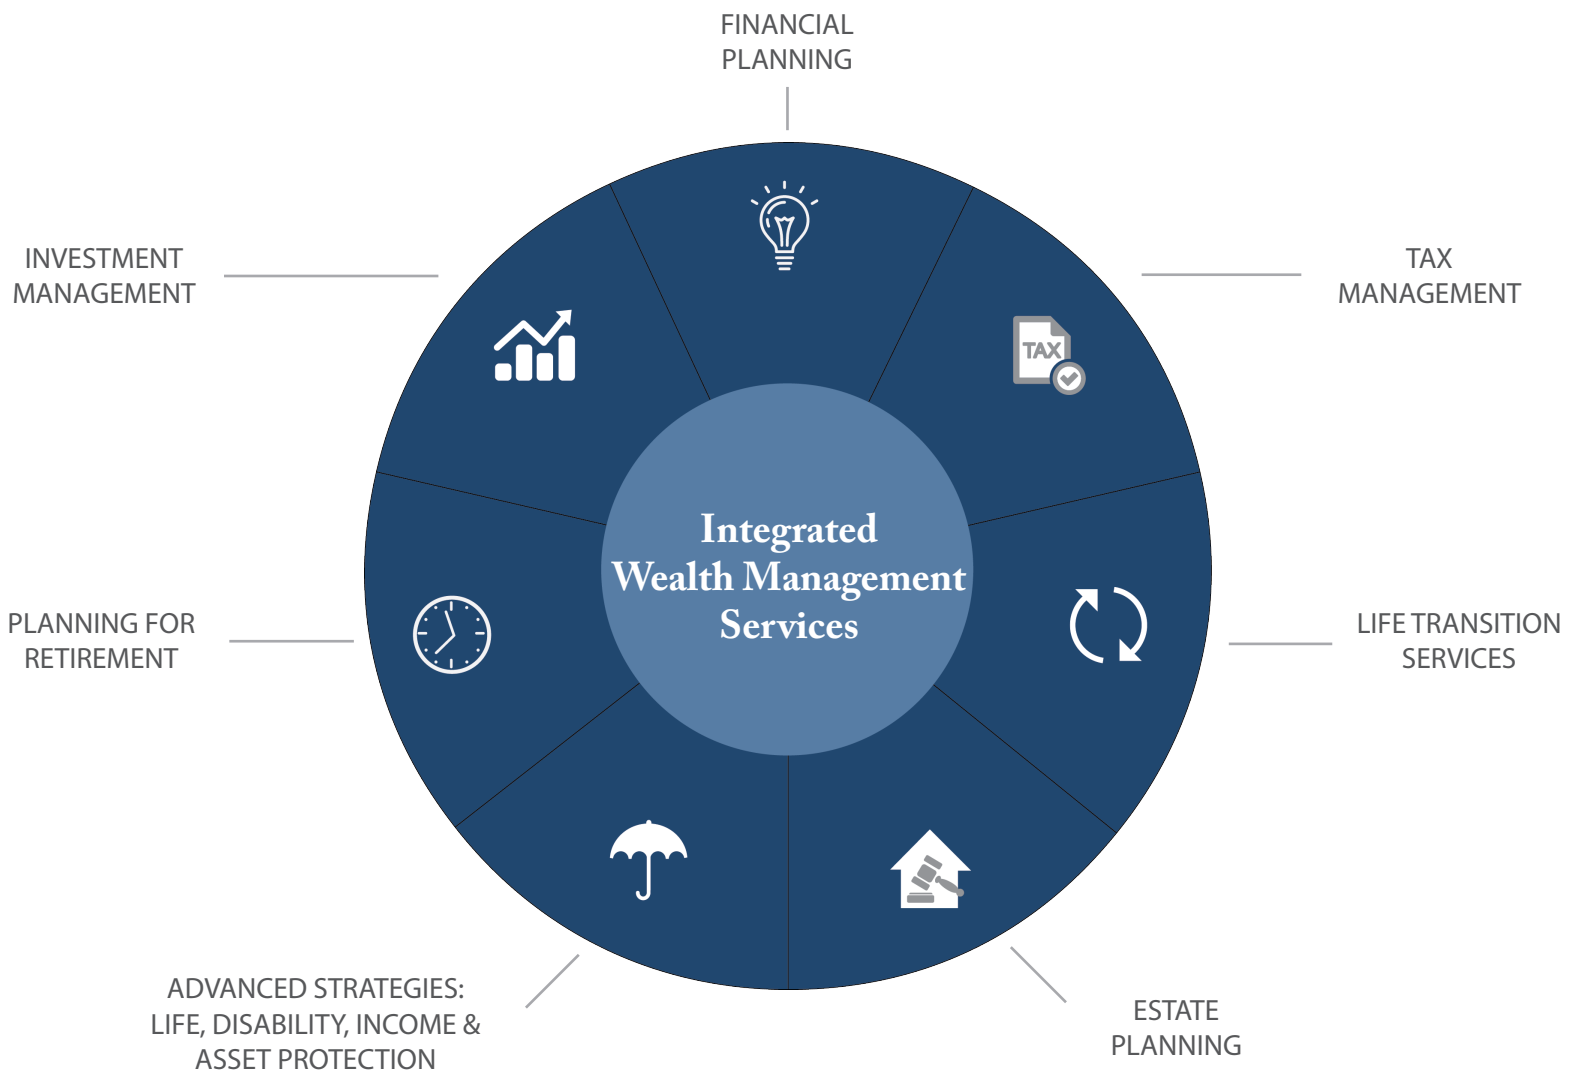 FINANCIAL
PLANNING
INVESTMENT
MANAGEMENT
TAX
MANAGEMENT
TAX
Integrated
Wealth Management
Services
PLANNING FOR
RETIREMENT
LIFE TRANSITION
SERVICES
ADVANCED STRATEGIES:
LIFE, DISABILITY, INCOME &
ASSET PROTECTION
ESTATE
PLANNING